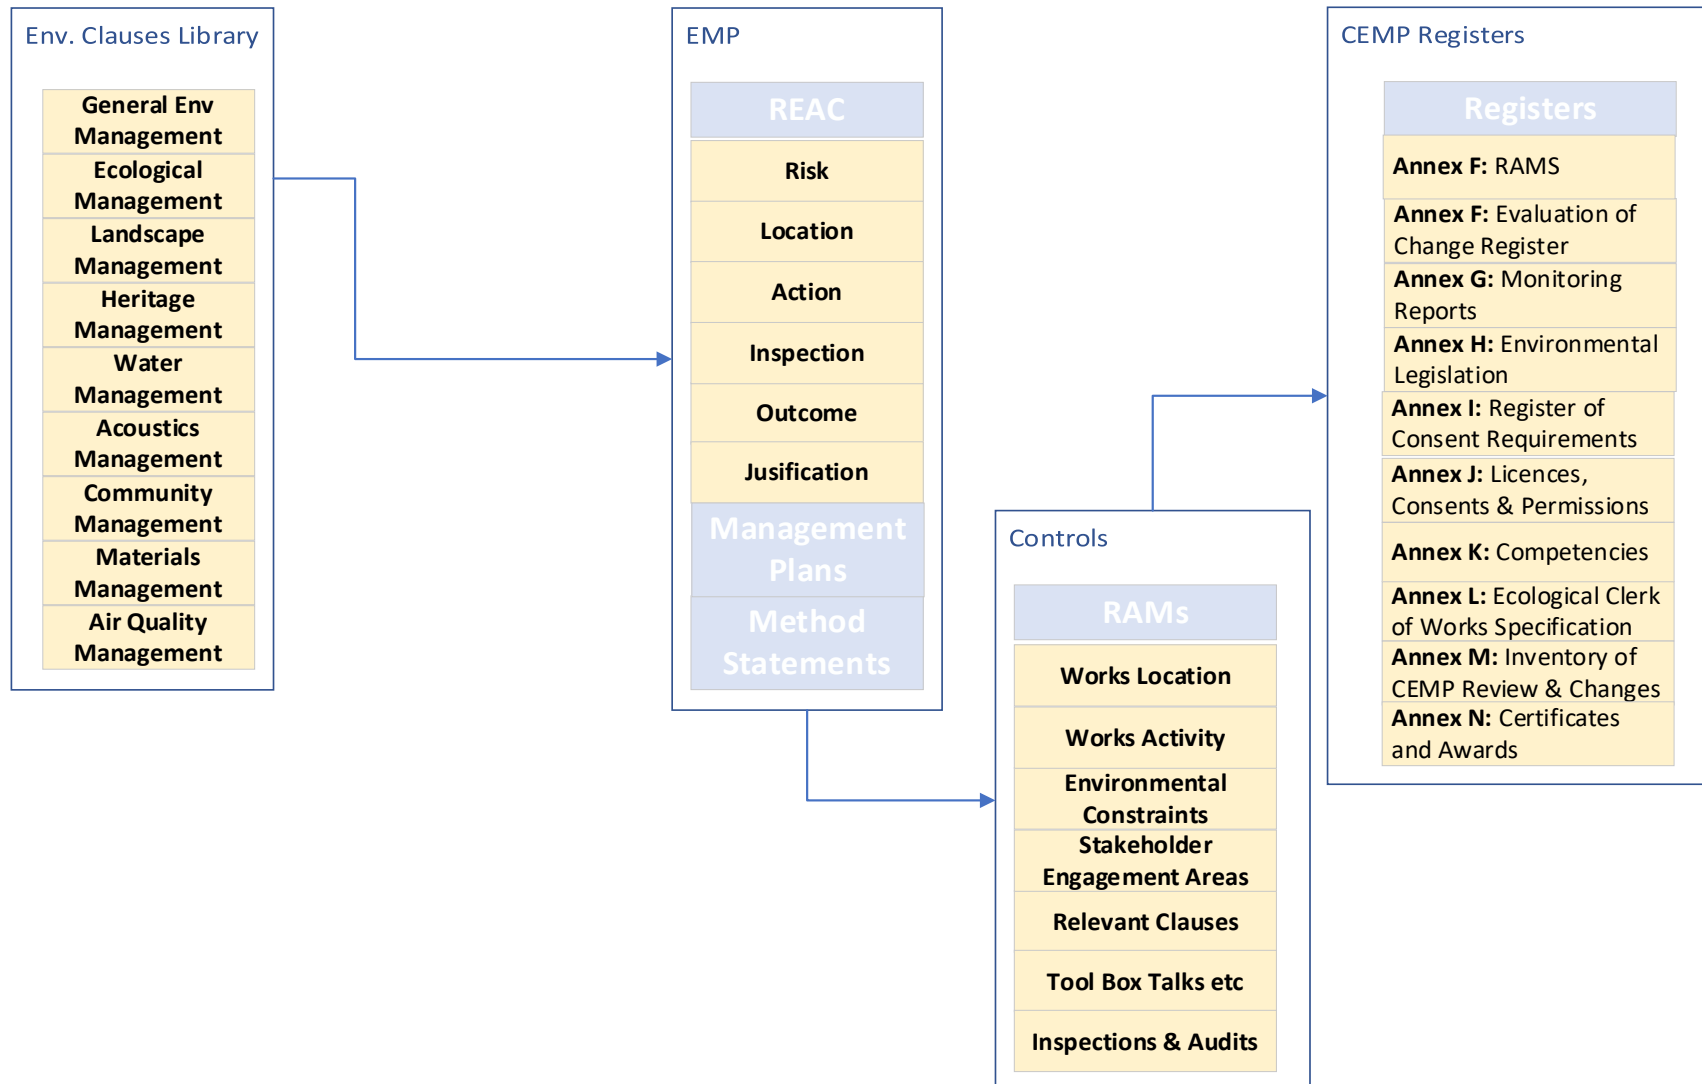 Env. Clauses Library
General Env
Management
Ecological
Management
Landscape
Management
Heritage
Management
Water
Management
Acoustics
Management
Community
Management
Materials
Management
Air Quality
Management
EMP
REAC
Risk
Location
Action
Inspection
Outcome
Jusification
Management
Plans
Method
Statements
Controls
RAMs
Works Location
Works Activity
Environmental
Constraints
Stakeholder
Engagement Areas
Relevant Clauses
Tool Box Talks etc
Inspections & Audits
CEMP Registers
Registers
Annex F: RAMS
Annex F: Evaluation of
Change Register
Annex G: Monitoring
Reports
Annex H: Environmental
Legislation
Annex I: Register of
Consent Requirements
Annex J: Licences,
Consents & Permissions
Annex K: Competencies
Annex L: Ecological Clerk
of Works Specification
Annex M: Inventory of
CEMP Review & Changes
Annex N: Certificates
and Awards